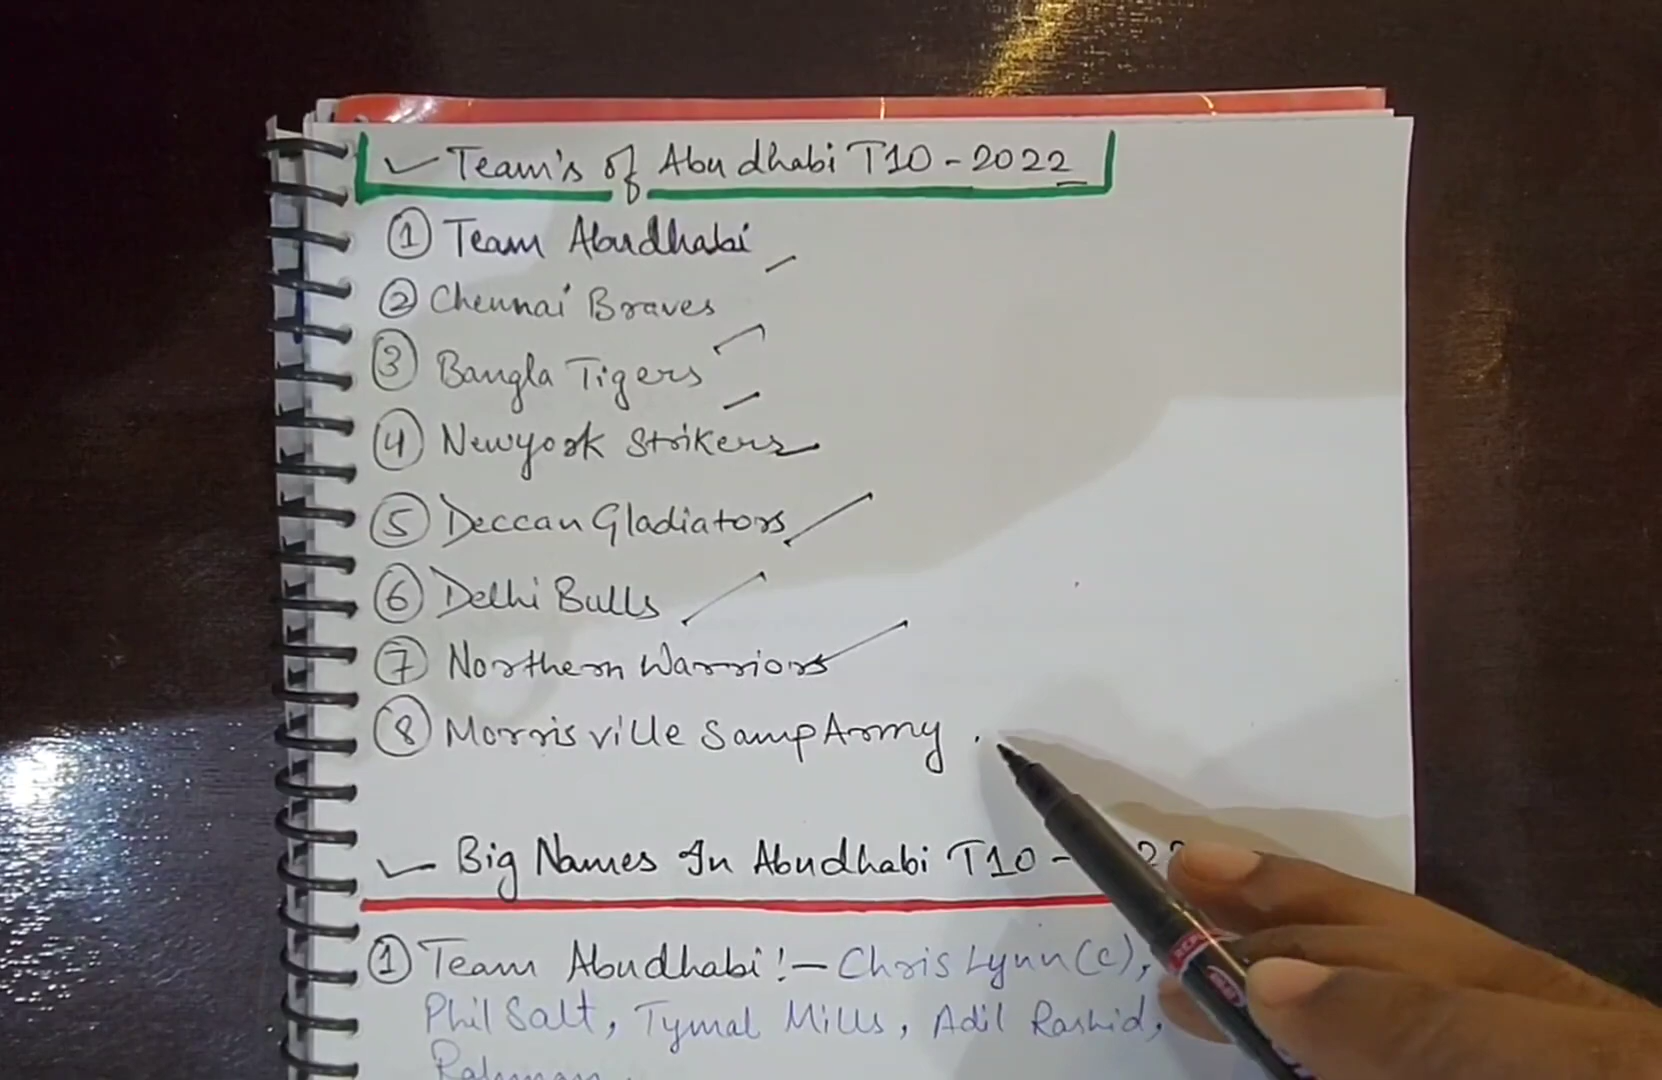 Team's of Abudhabi T10-2022
① Team Abudhabi
② Chennai Braves
③ Bangla Tigers
④ Newyork Strikers
⑤ Deccan Gladiators
⑥ Delhi Bulls
⑦ Northern Warriors
⑧ Morrisville SampArmy
Big Names In Abudhabi T10-
① Team Abudhabi:- Chris Lynn(c),
Phil Salt, Tymal Mills, Adil Rashid,